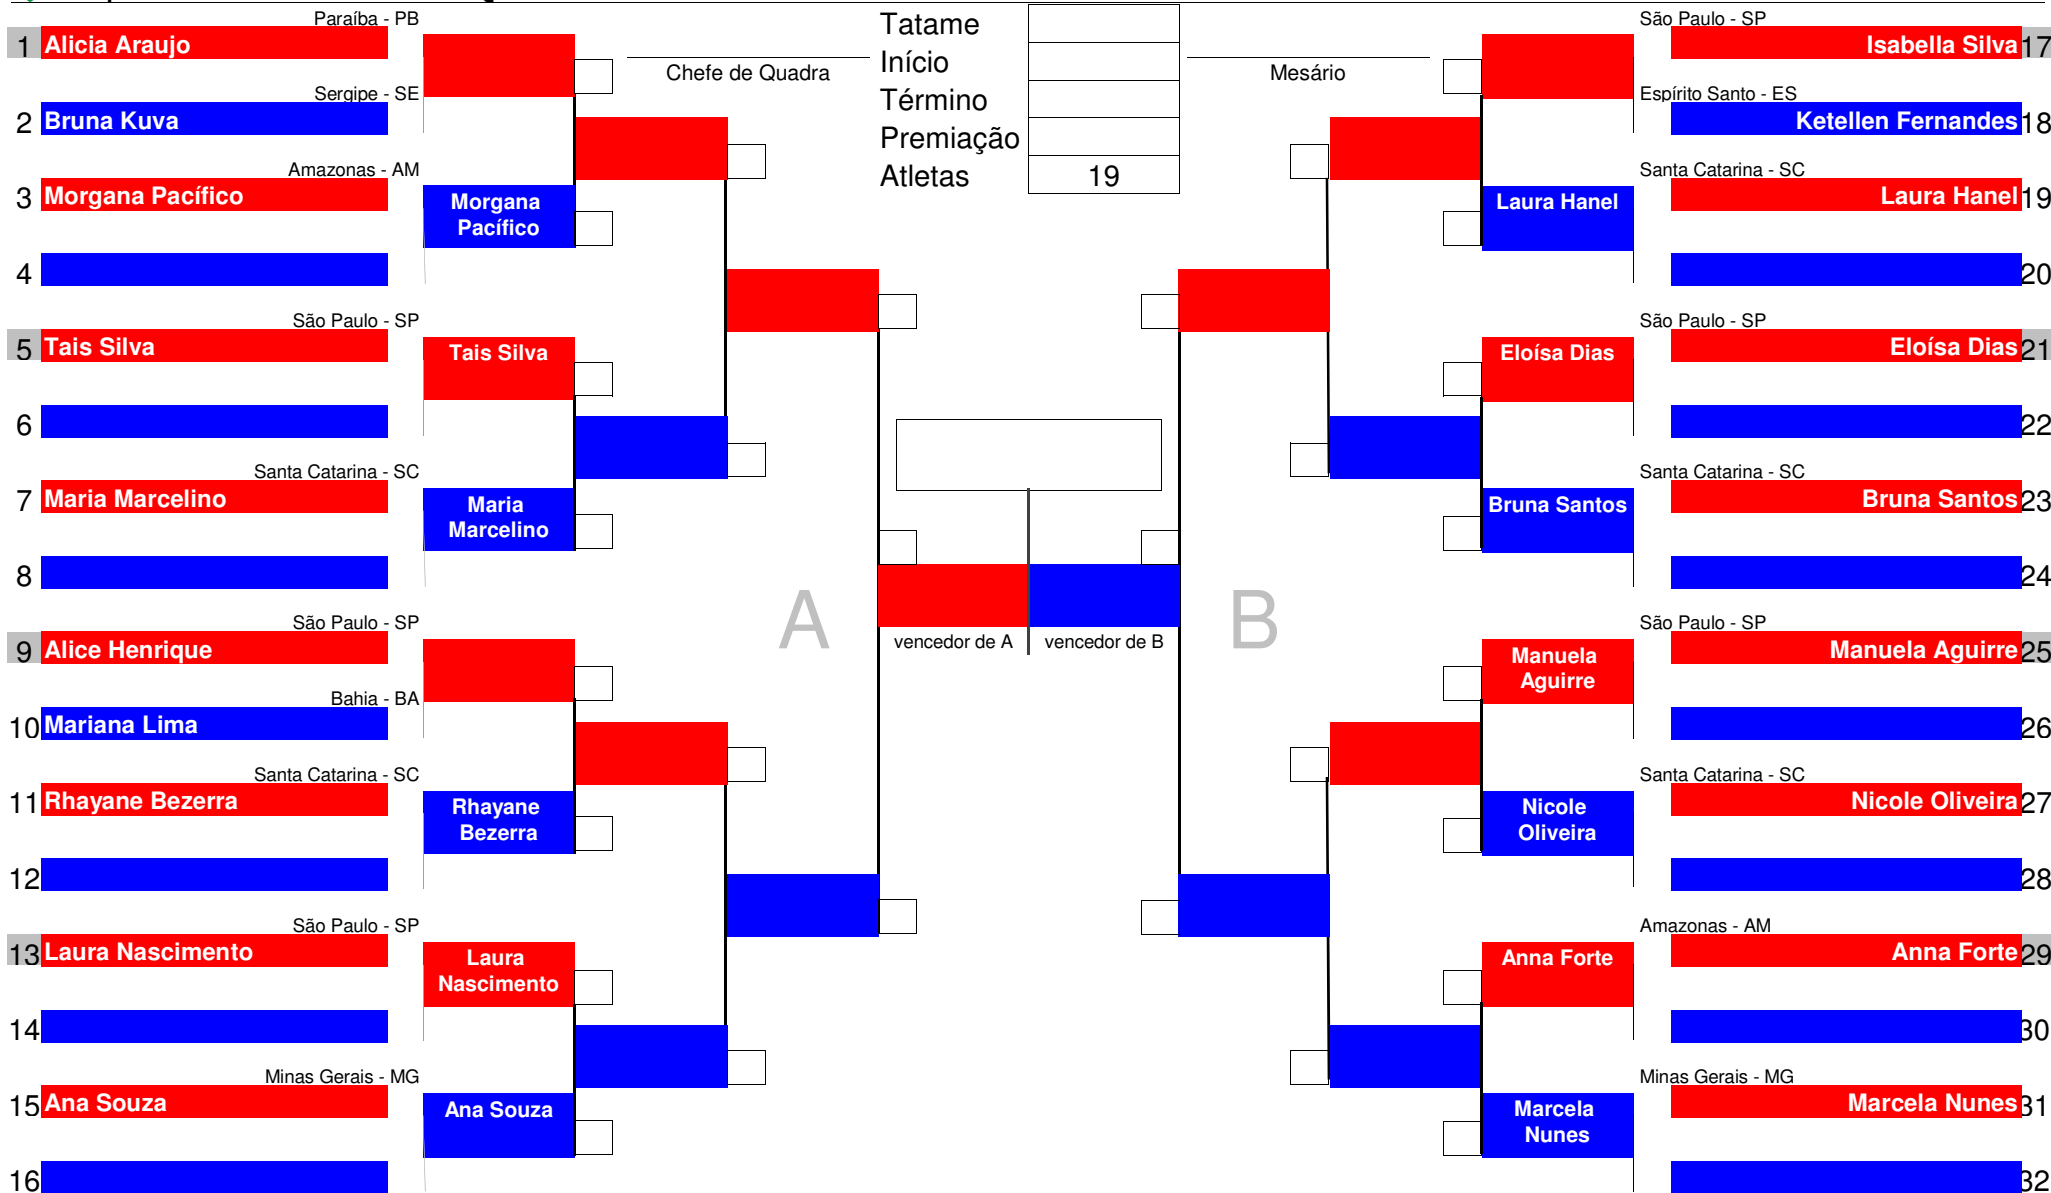 Tatame
Início
Término
Premiação
Atletas 19
Chefe de Quadra
Mesário
Paraíba - PB
1 Alicia Araujo
Sergipe - SE
2 Bruna Kuva
Amazonas - AM
3 Morgana Pacífico
Morgana
Pacífico
4
São Paulo - SP
5 Tais Silva
Tais Silva
6
Santa Catarina - SC
7 Maria Marcelino
Maria
Marcelino
8
São Paulo - SP
9 Alice Henrique
Bahia - BA
10 Mariana Lima
Santa Catarina - SC
11 Rhayane Bezerra
Rhayane
Bezerra
12
São Paulo - SP
13 Laura Nascimento
Laura
Nascimento
14
Minas Gerais - MG
15 Ana Souza
Ana Souza
16
A
vencedor de A
vencedor de B
B
São Paulo - SP
Isabella Silva 17
Espírito Santo - ES
Ketellen Fernandes 18
Santa Catarina - SC
Laura Hanel 19
Laura Hanel
20
São Paulo - SP
Eloísa Dias 21
Eloísa Dias
22
Santa Catarina - SC
Bruna Santos 23
Bruna Santos
24
São Paulo - SP
Manuela Aguirre 25
Manuela
Aguirre
26
Santa Catarina - SC
Nicole Oliveira 27
Nicole
Oliveira
28
Amazonas - AM
Anna Forte 29
Anna Forte
30
Minas Gerais - MG
Marcela Nunes 31
Marcela
Nunes
32